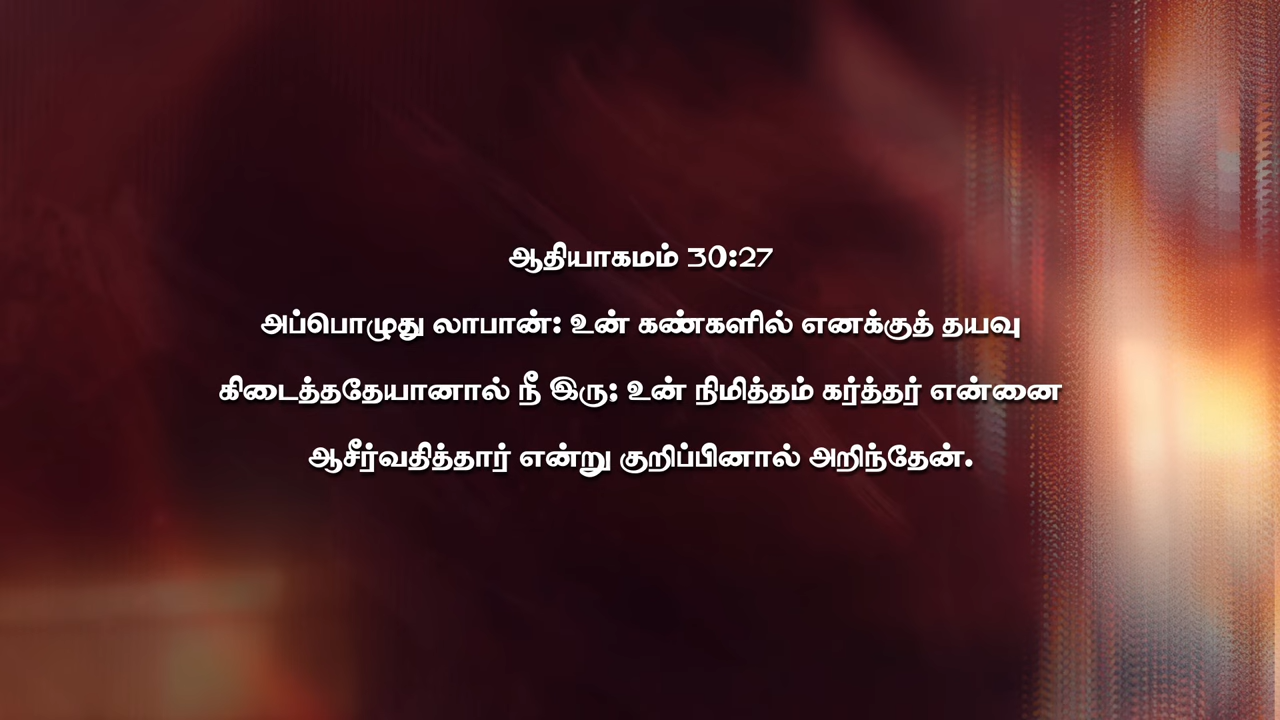 ஆதியாகமம் 30:27
அப்பொழுது லாபான்: உன் கண்களில் எனக்குத் தயவு
கிடைத்ததேயானால் நீ இரு; உன் நிமித்தம் கர்த்தர் என்னை
ஆசீர்வதித்தார் என்று குறிப்பினால் அறிந்தேன்.